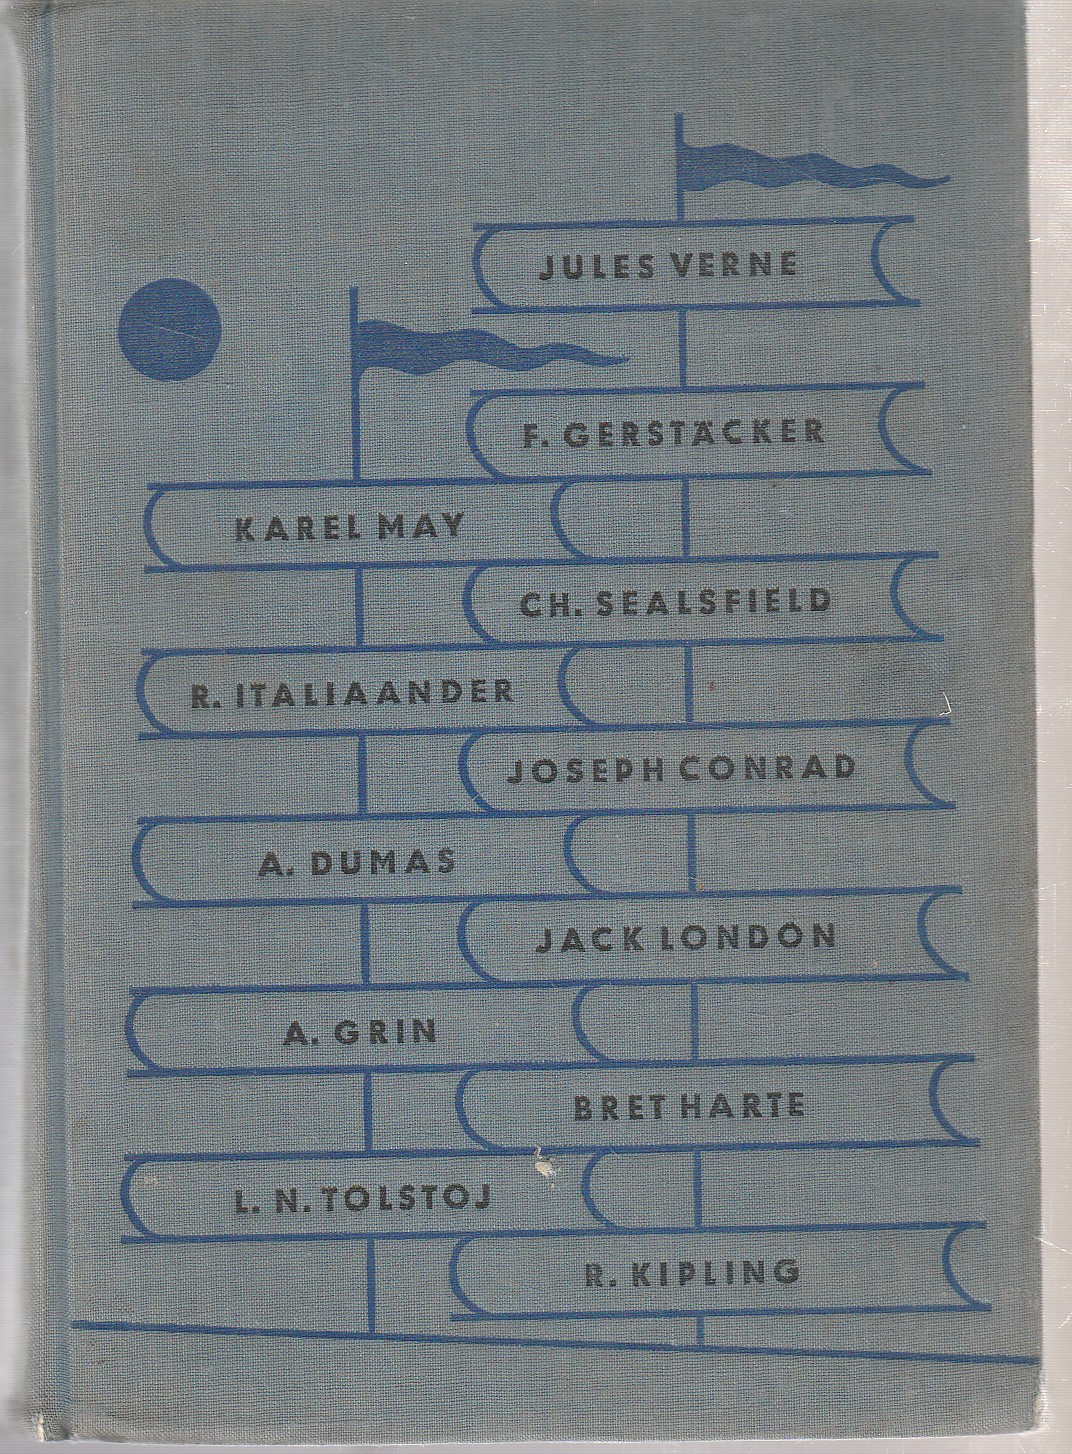 JULES VERNE
F. GERSTÄCKER
KAREL MAY
CH. SEALSFIELD
R. ITALIAANDER
JOSEPH CONRAD
A. DUMAS
JACK LONDON
A. GRIN
BRET HARTE
L. N. TOLSTOJ
R. KIPLING